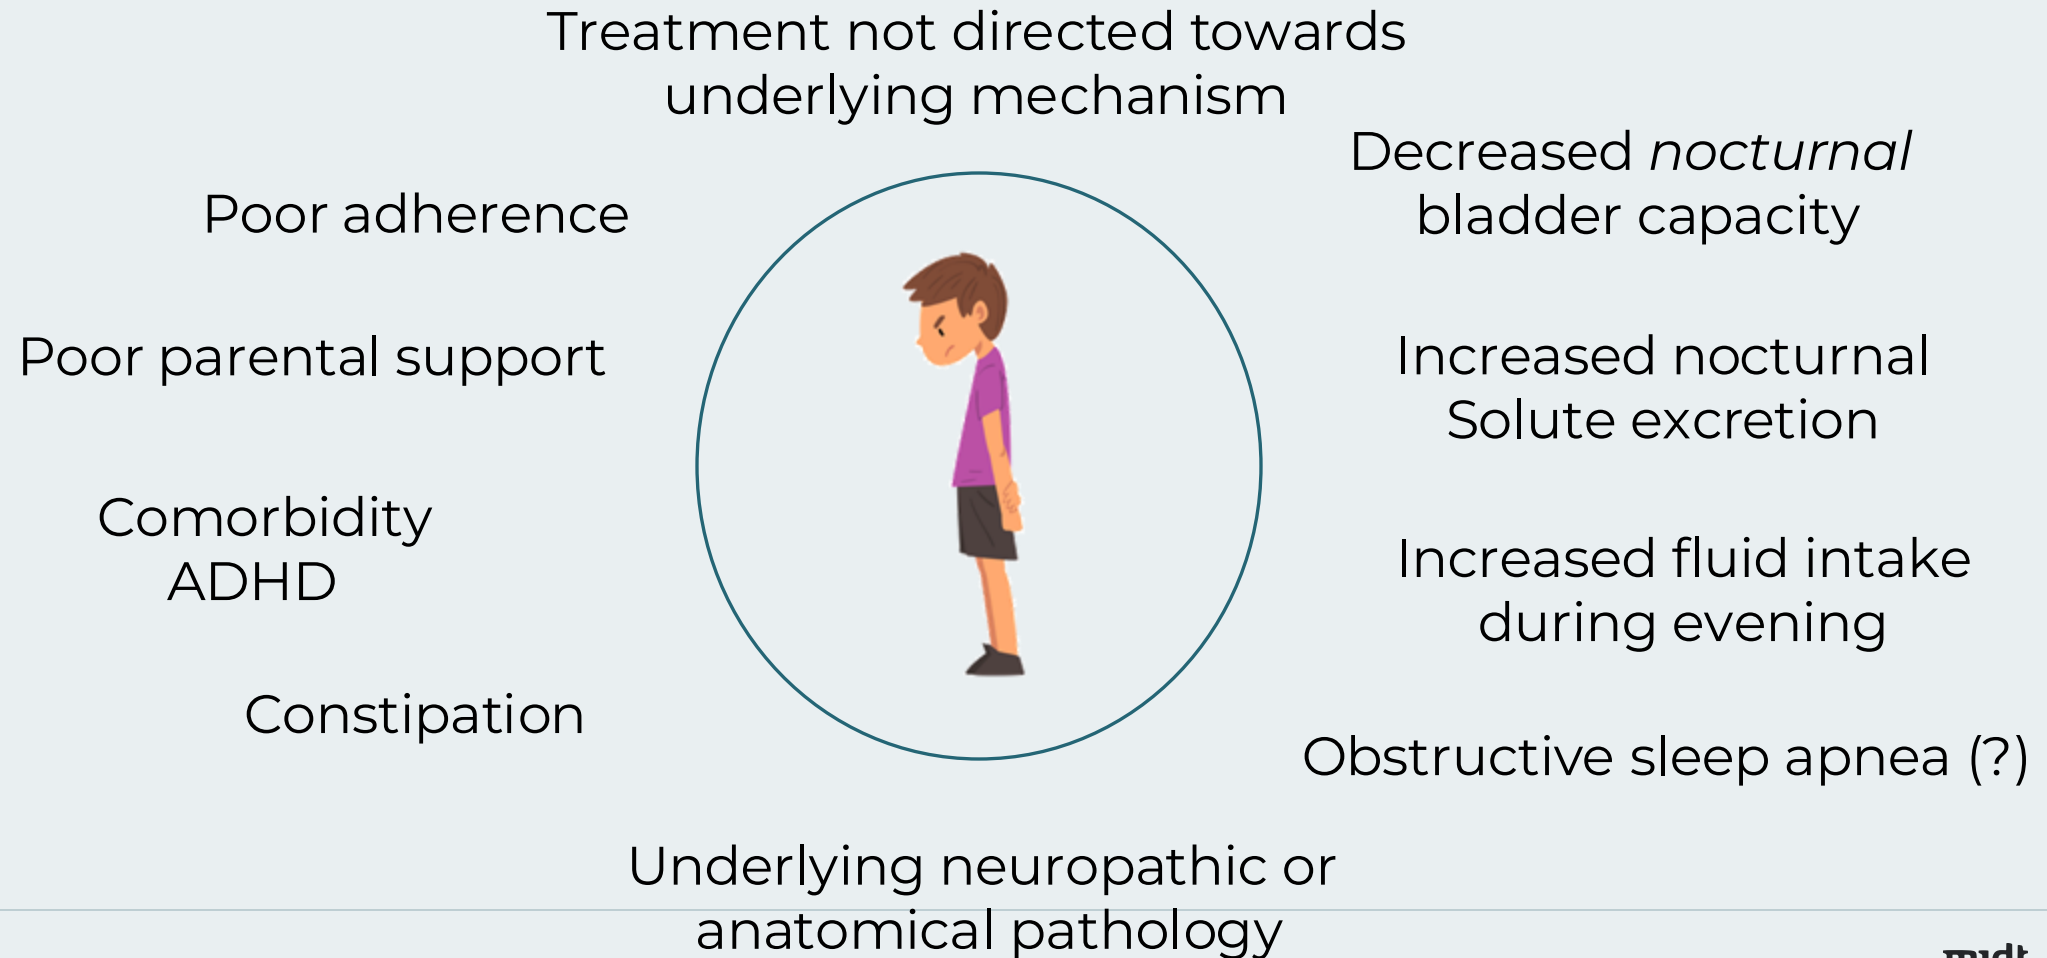 Treatment not directed towards
underlying mechanism
Decreased nocturnal
bladder capacity
Poor adherence
Poor parental support
Increased nocturnal
Solute excretion
Comorbidity
ADHD
Increased fluid intake
during evening
Constipation
Obstructive sleep apnea (?)
Underlying neuropathic or
anatomical pathology
midt